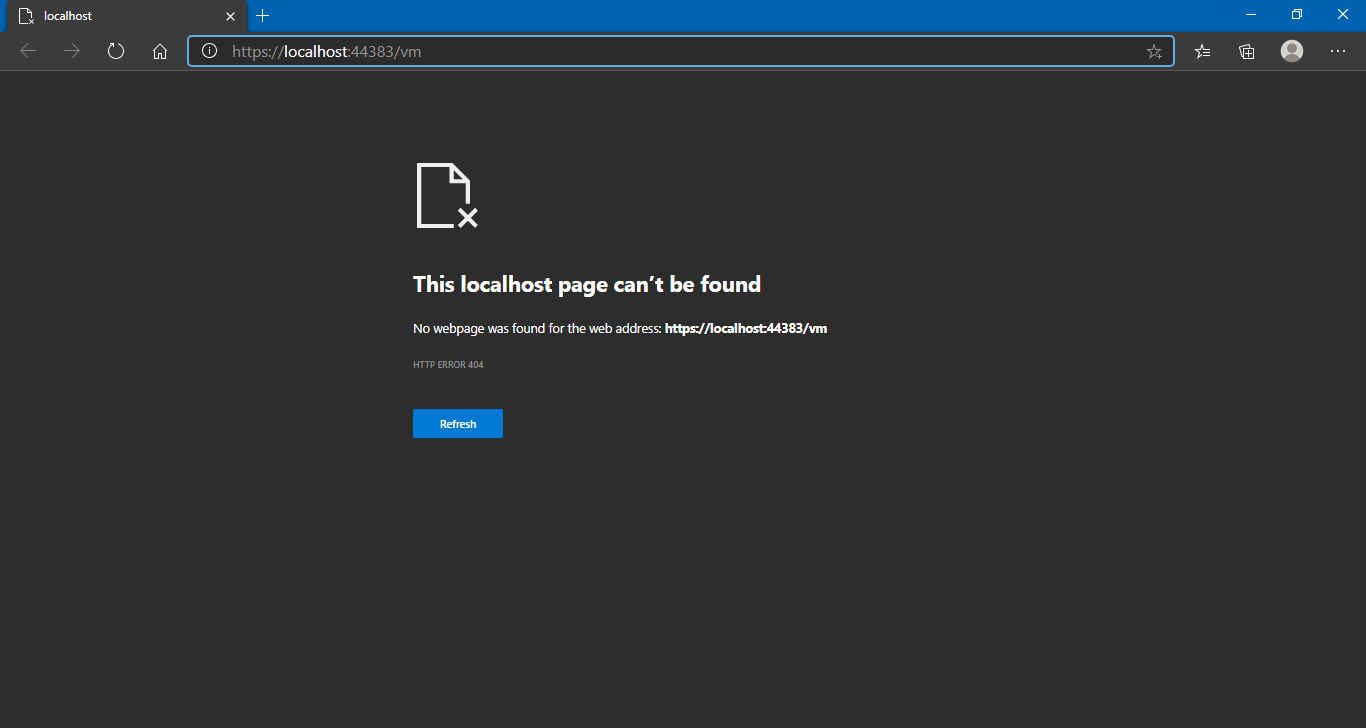 localhost
https://localhost:44383/vm
This localhost page can’t be found
No webpage was found for the web address: https://localhost:44383/vm
HTTP ERROR 404
Refresh